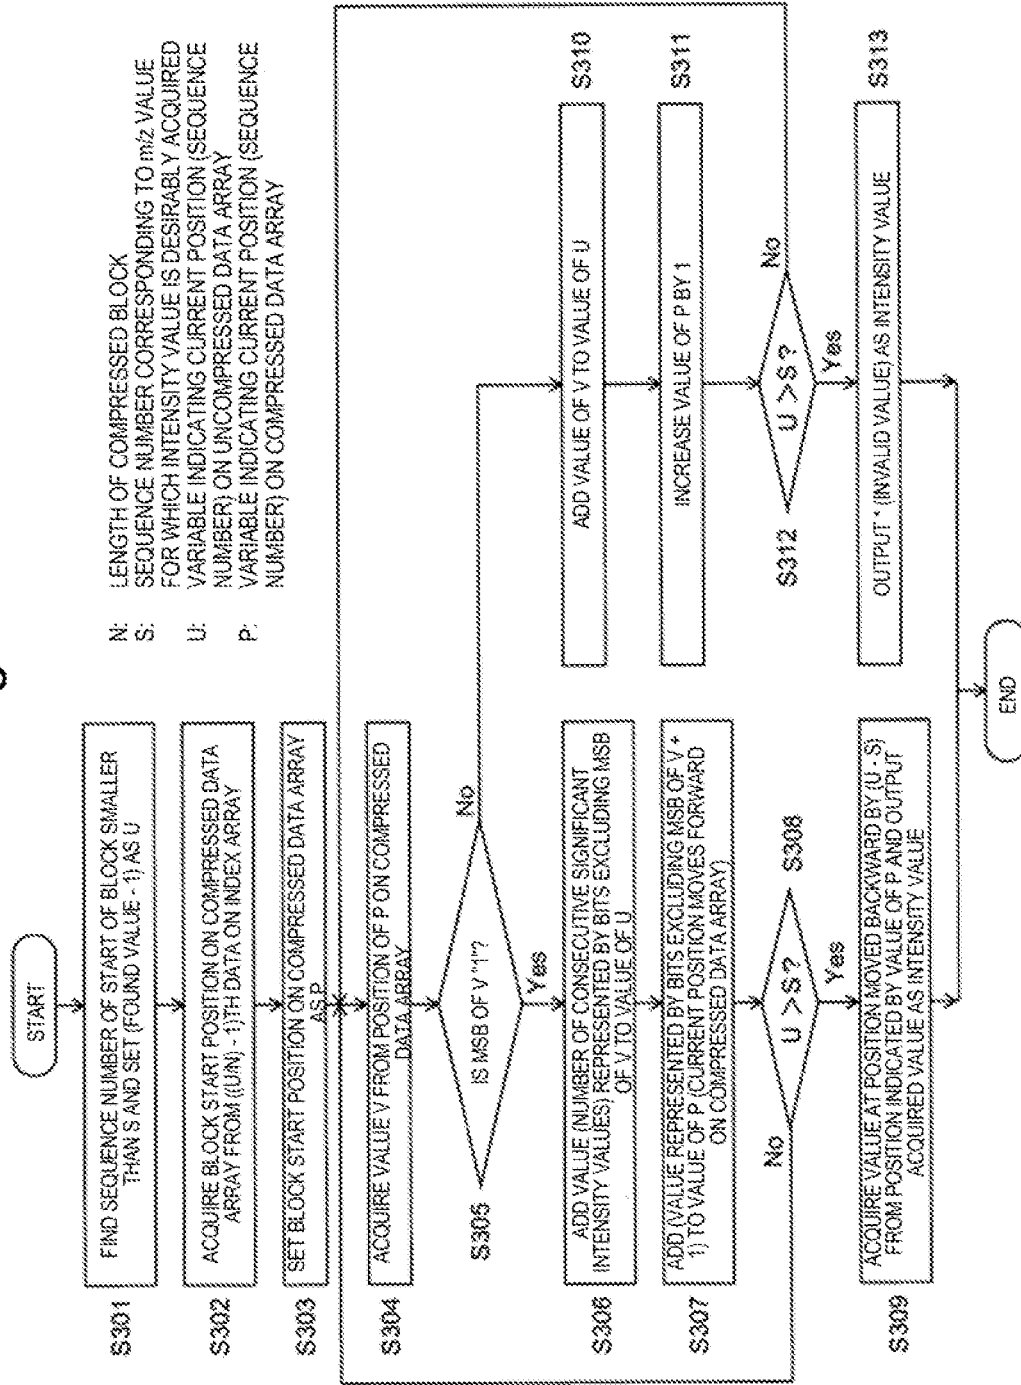 N: LENGTH OF COMPRESSED BLOCK
S: SEQUENCE NUMBER CORRESPONDING TO m/z VALUE
FOR WHICH INTENSITY VALUE IS DESIRABLY ACQUIRED
U: VARIABLE INDICATING CURRENT POSITION (SEQUENCE
NUMBER) ON UNCOMPRESSED DATA ARRAY
P: VARIABLE INDICATING CURRENT POSITION (SEQUENCE
NUMBER) ON COMPRESSED DATA ARRAY
START
S301
FIND SEQUENCE NUMBER OF START OF BLOCK SMALLER
THAN S AND SET (FOUND VALUE - 1) AS U
S302
ACQUIRE BLOCK START POSITION ON COMPRESSED DATA
ARRAY FROM ((U/N) - 1)TH DATA ON INDEX ARRAY
S303
SET BLOCK START POSITION ON COMPRESSED DATA ARRAY
AS P
S304
ACQUIRE VALUE V FROM POSITION OF P ON COMPRESSED
DATA ARRAY
S305
IS MSB OF V "1"?
No
Yes
S306
ADD VALUE (NUMBER OF CONSECUTIVE SIGNIFICANT
INTENSITY VALUES) REPRESENTED BY BITS EXCLUDING MSB
OF V TO VALUE OF U
S307
ADD (VALUE REPRESENTED BY BITS EXCLUDING MSB OF V +
1) TO VALUE OF P (CURRENT POSITION MOVES FORWARD
ON COMPRESSED DATA ARRAY)
S308
U > S?
No
Yes
S309
ACQUIRE VALUE AT POSITION MOVED BACKWARD BY (U - S)
FROM POSITION INDICATED BY VALUE OF P AND OUTPUT
ACQUIRED VALUE AS INTENSITY VALUE
S310
ADD VALUE OF V TO VALUE OF U
S311
INCREASE VALUE OF P BY 1
S312
U > S?
No
Yes
S313
OUTPUT * (INVALID VALUE) AS INTENSITY VALUE
END